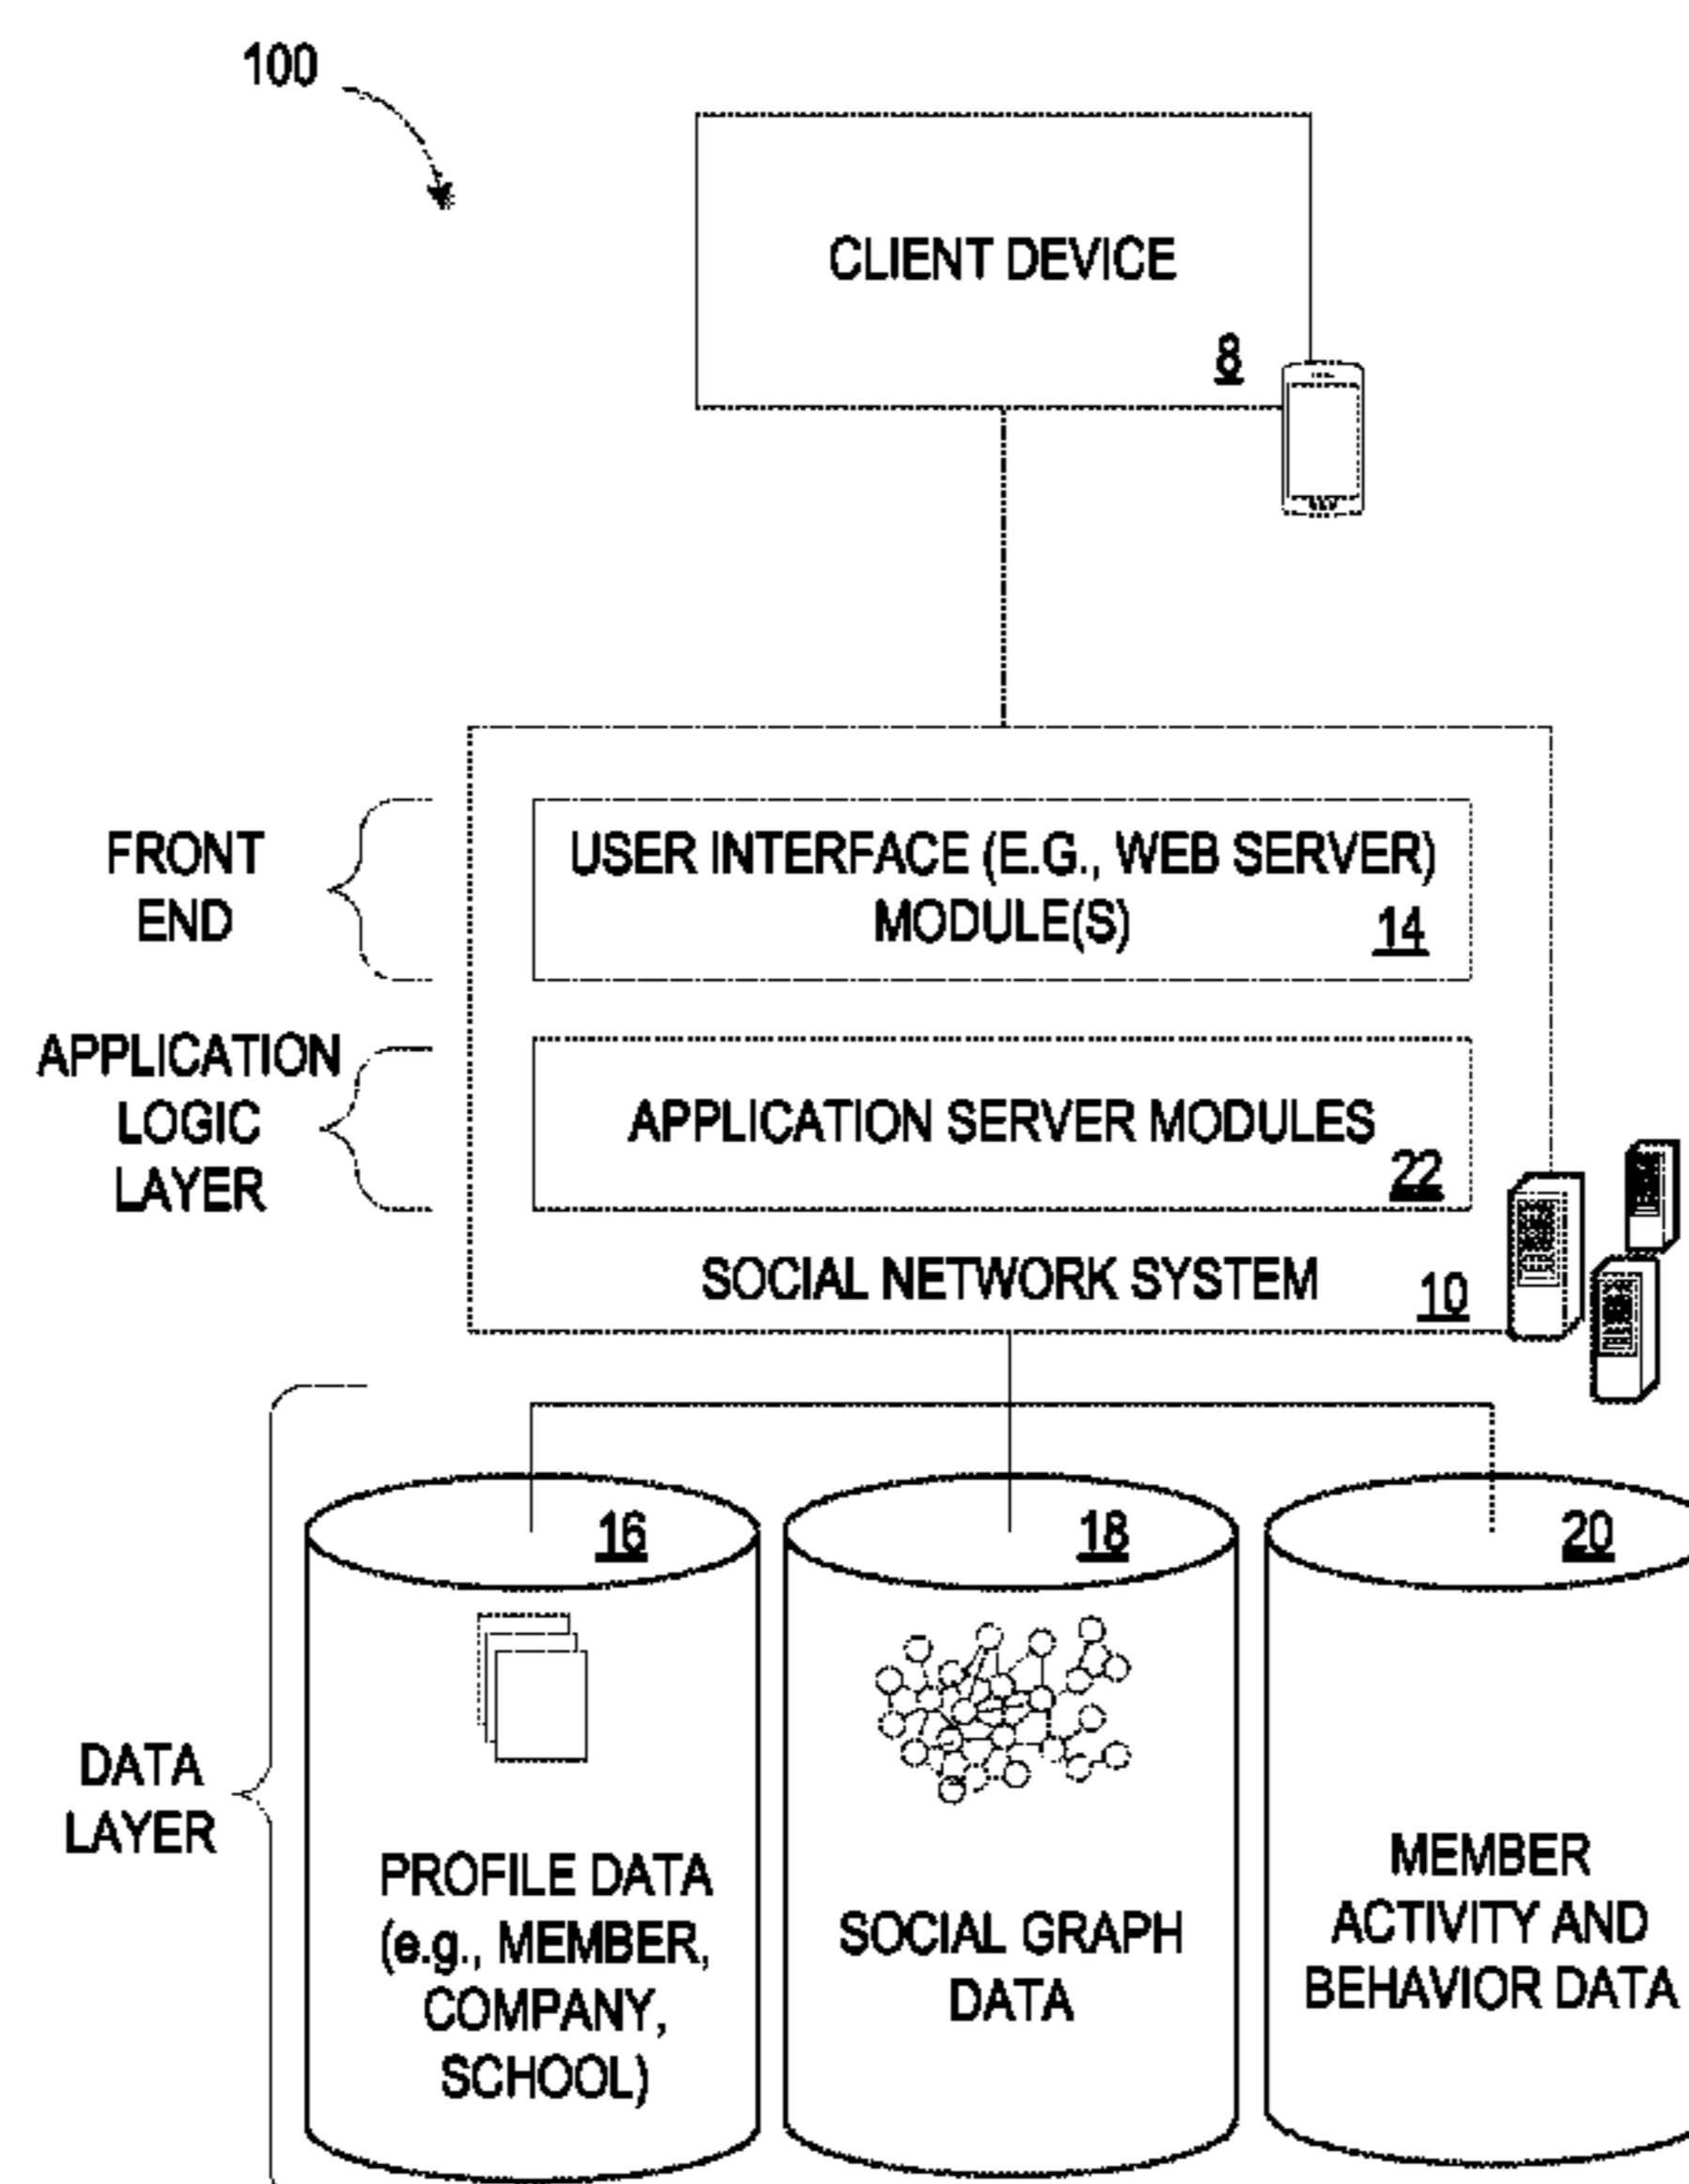 100
CLIENT DEVICE
8
FRONT
END
USER INTERFACE (E.G., WEB SERVER)
MODULE(S)
14
APPLICATION
LOGIC
LAYER
APPLICATION SERVER MODULES
22
SOCIAL NETWORK SYSTEM
10
DATA
LAYER
16
PROFILE DATA
(e.g., MEMBER,
COMPANY,
SCHOOL)
18
SOCIAL GRAPH
DATA
20
MEMBER
ACTIVITY AND
BEHAVIOR DATA